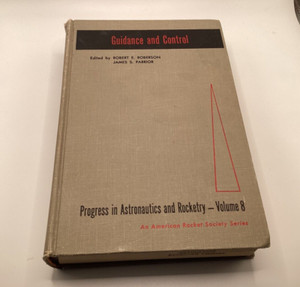 Guidance and Control
Edited by ROBERT E. ROBERSON
JAMES S. FARRIOR
Progress in Astronautics and Rocketry — Volume 8
An American Rocket Society Series